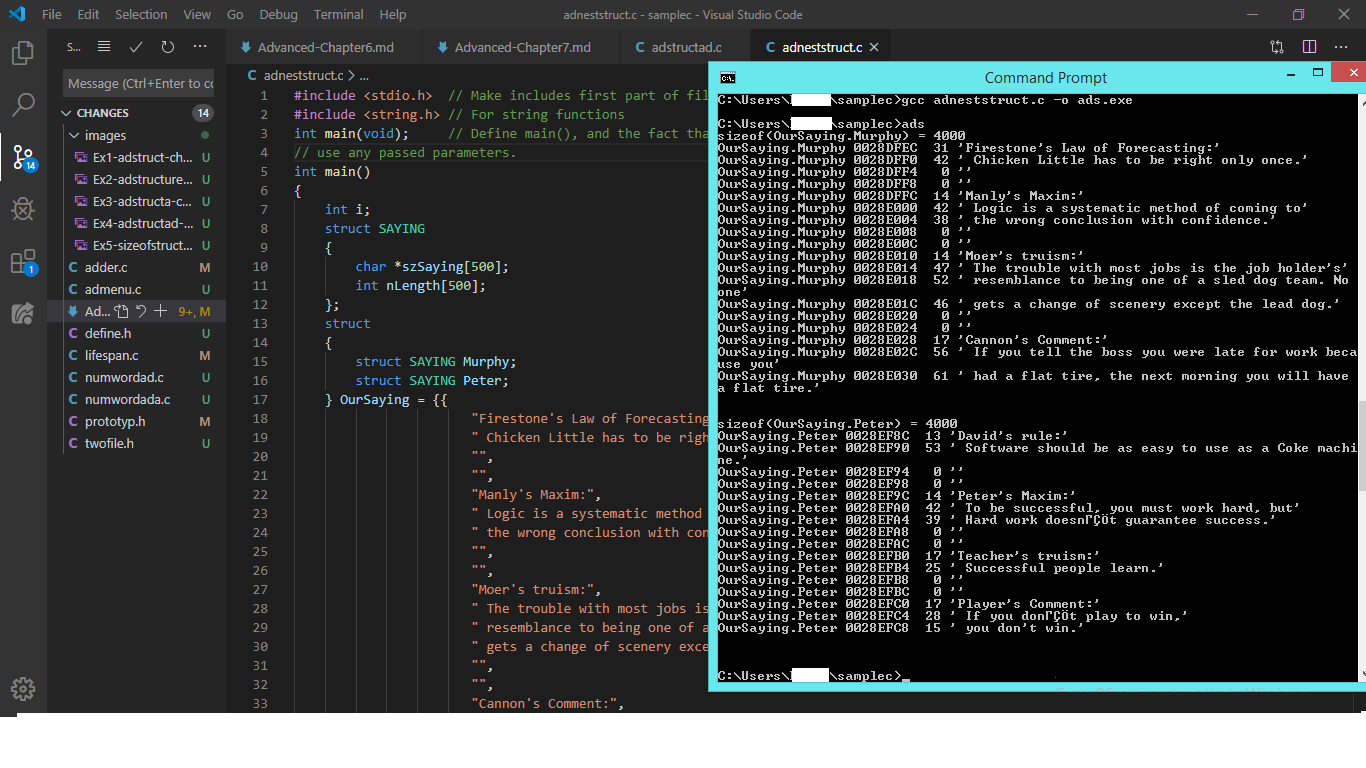 File Edit Selection View Go Debug Terminal Help
adneststruct.c - samplec - Visual Studio Code
S...
Advanced-Chapter6.md
Advanced-Chapter7.md
C adstructad.c
C adneststruct.c
Message (Ctrl+Enter to co
CHANGES 14
images
Ex1-adstruct-ch... U
Ex2-adstructure... U
Ex3-adstructa-c... U
Ex4-adstructad-... U
Ex5-sizeofstruct... U
C adder.c M
C admenu.c U
Ad... 9+, M
C define.h U
C lifespan.c M
C numwordad.c U
C numwordada.c U
C prototyp.h M
C twofile.h U
14
1
C adneststruct.c > ...
1 #include <stdio.h> // Make includes first part of fil
2 #include <string.h> // For string functions
3 int main(void); // Define main(), and the fact tha
4 // use any passed parameters.
5 int main()
6 {
7 int i;
8 struct SAYING
9 {
10 char *szSaying[500];
11 int nLength[500];
12 };
13 struct
14 {
15 struct SAYING Murphy;
16 struct SAYING Peter;
17 } OurSaying = {{
18 "Firestone's Law of Forecasting
19 " Chicken Little has to be righ
20 "",
21 "",
22 "Manly's Maxim:",
23 " Logic is a systematic method
24 " the wrong conclusion with con
25 "",
26 "",
27 "Moer's truism:",
28 " The trouble with most jobs is
29 " resemblance to being one of a
30 " gets a change of scenery exce
31 "",
32 "",
33 "Cannon's Comment:",
Command Prompt
C:\Users\ \samplec>gcc adneststruct.c -o ads.exe
C:\Users\ \samplec>ads
sizeof(OurSaying.Murphy) = 4000
OurSaying.Murphy 0028DFEC 31 'Firestone's Law of Forecasting:'
OurSaying.Murphy 0028DFF0 42 ' Chicken Little has to be right only once.'
OurSaying.Murphy 0028DFF4 0 ''
OurSaying.Murphy 0028DFF8 0 ''
OurSaying.Murphy 0028DFFC 14 'Manly's Maxim:'
OurSaying.Murphy 0028E000 42 ' Logic is a systematic method of coming to'
OurSaying.Murphy 0028E004 38 ' the wrong conclusion with confidence.'
OurSaying.Murphy 0028E008 0 ''
OurSaying.Murphy 0028E00C 0 ''
OurSaying.Murphy 0028E010 14 'Moer's truism:'
OurSaying.Murphy 0028E014 47 ' The trouble with most jobs is the job holder's'
OurSaying.Murphy 0028E018 52 ' resemblance to being one of a sled dog team. No
one'
OurSaying.Murphy 0028E01C 46 ' gets a change of scenery except the lead dog.'
OurSaying.Murphy 0028E020 0 ''
OurSaying.Murphy 0028E024 0 ''
OurSaying.Murphy 0028E028 17 'Cannon's Comment:'
OurSaying.Murphy 0028E02C 56 ' If you tell the boss you were late for work beca
use you'
OurSaying.Murphy 0028E030 61 ' had a flat tire, the next morning you will have
a flat tire.'
sizeof(OurSaying.Peter) = 4000
OurSaying.Peter 0028EF8C 13 'David's rule:'
OurSaying.Peter 0028EF90 53 ' Software should be as easy to use as a Coke machi
ne.'
OurSaying.Peter 0028EF94 0 ''
OurSaying.Peter 0028EF98 0 ''
OurSaying.Peter 0028EF9C 14 'Peter's Maxim:'
OurSaying.Peter 0028EFA0 42 ' To be successful, you must work hard, but'
OurSaying.Peter 0028EFA4 39 ' Hard work doesnΓÇÖt guarantee success.'
OurSaying.Peter 0028EFA8 0 ''
OurSaying.Peter 0028EFAC 0 ''
OurSaying.Peter 0028EFB0 17 'Teacher's truism:'
OurSaying.Peter 0028EFB4 25 ' Successful people learn.'
OurSaying.Peter 0028EFB8 0 ''
OurSaying.Peter 0028EFBC 0 ''
OurSaying.Peter 0028EFC0 17 'Player's Comment:'
OurSaying.Peter 0028EFC4 28 ' If you donΓÇÖt play to win,'
OurSaying.Peter 0028EFC8 15 ' you don't win.'
C:\Users\ \samplec>_